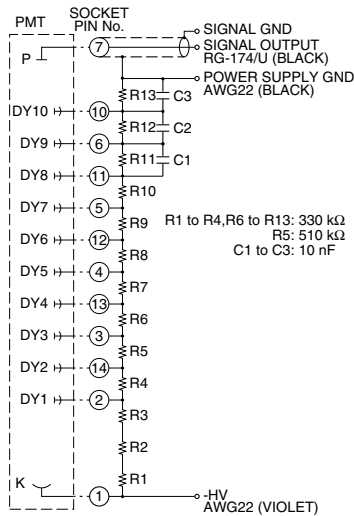 PMT
SOCKET
PIN No.
SIGNAL GND
P
7
SIGNAL OUTPUT
RG-174/U (BLACK)
POWER SUPPLY GND
AWG22 (BLACK)
R13 C3
DY10 10
R12 C2
DY9 6
R11 C1
DY8 11
R10
DY7 5
R9
R1 to R4,R6 to R13: 330 kΩ
R5: 510 kΩ
C1 to C3: 10 nF
DY6 12
R8
DY5 4
R7
DY4 13
R6
DY3 3
R5
DY2 14
R4
DY1 2
R3
R2
R1
K
1
-HV
AWG22 (VIOLET)